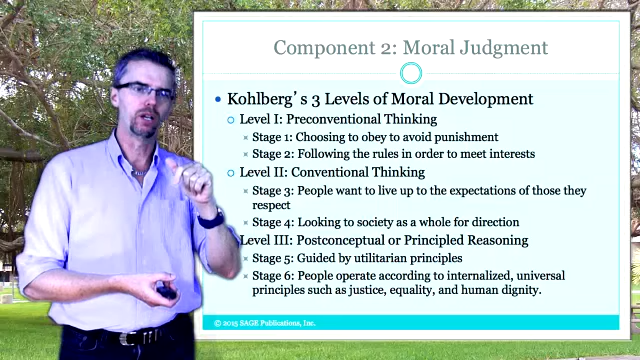 Component 2: Moral Judgment
Kohlberg's 3 Levels of Moral Development
Level I: Preconventional Thinking
Stage 1: Choosing to obey to avoid punishment
Stage 2: Following the rules in order to meet interests
Level II: Conventional Thinking
Stage 3: People want to live up to the expectations of those they
respect
Stage 4: Looking to society as a whole for direction
Level III: Postconceptual or Principled Reasoning
Stage 5: Guided by utilitarian principles
Stage 6: People operate according to internalized, universal
principles such as justice, equality, and human dignity.
© 2015 SAGE Publications, Inc.